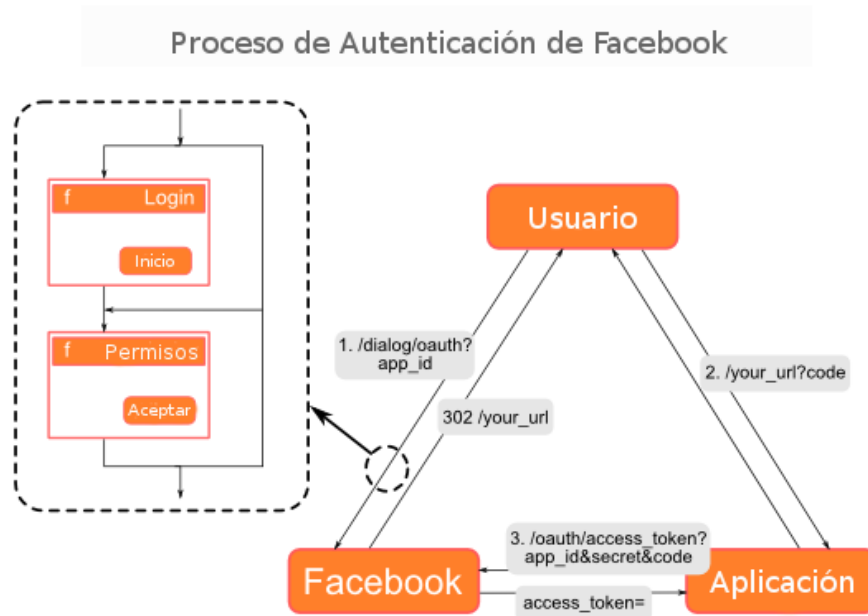 Proceso de Autenticación de Facebook
f Login
Inicio
f Permisos
Aceptar
Usuario
1. /dialog/oauth?
app_id
302 /your_url
2. /your_url?code
3. /oauth/access_token?
app_id&secret&code
Facebook
access_token=
Aplicación